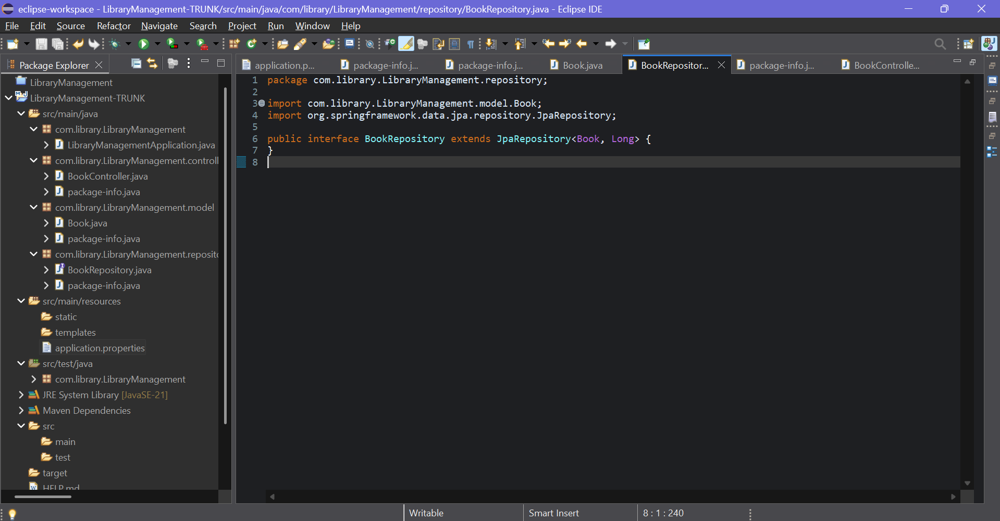 eclipse-workspace - LibraryManagement-TRUNK/src/main/java/com/library/LibraryManagement/repository/BookRepository.java - Eclipse IDE
File Edit Source Refactor Navigate Search Project Run Window Help
Package Explorer
application.p... package-info.j... package-info.j... Book.java BookRepositor... package-info.j... BookControlle...
LibraryManagement
LibraryManagement-TRUNK
src/main/java
com.library.LibraryManagement
LibraryManagementApplication.java
com.library.LibraryManagement.controll
BookController.java
package-info.java
com.library.LibraryManagement.model
Book.java
package-info.java
com.library.LibraryManagement.reposito
BookRepository.java
package-info.java
src/main/resources
static
templates
application.properties
src/test/java
com.library.LibraryManagement
JRE System Library [JavaSE-21]
Maven Dependencies
src
main
test
target
HELP.md
1 package com.library.LibraryManagement.repository;
2
3 import com.library.LibraryManagement.model.Book;
4 import org.springframework.data.jpa.repository.JpaRepository;
5
6 public interface BookRepository extends JpaRepository<Book, Long> {
7 }
8
Writable Smart Insert 8 : 1 : 240